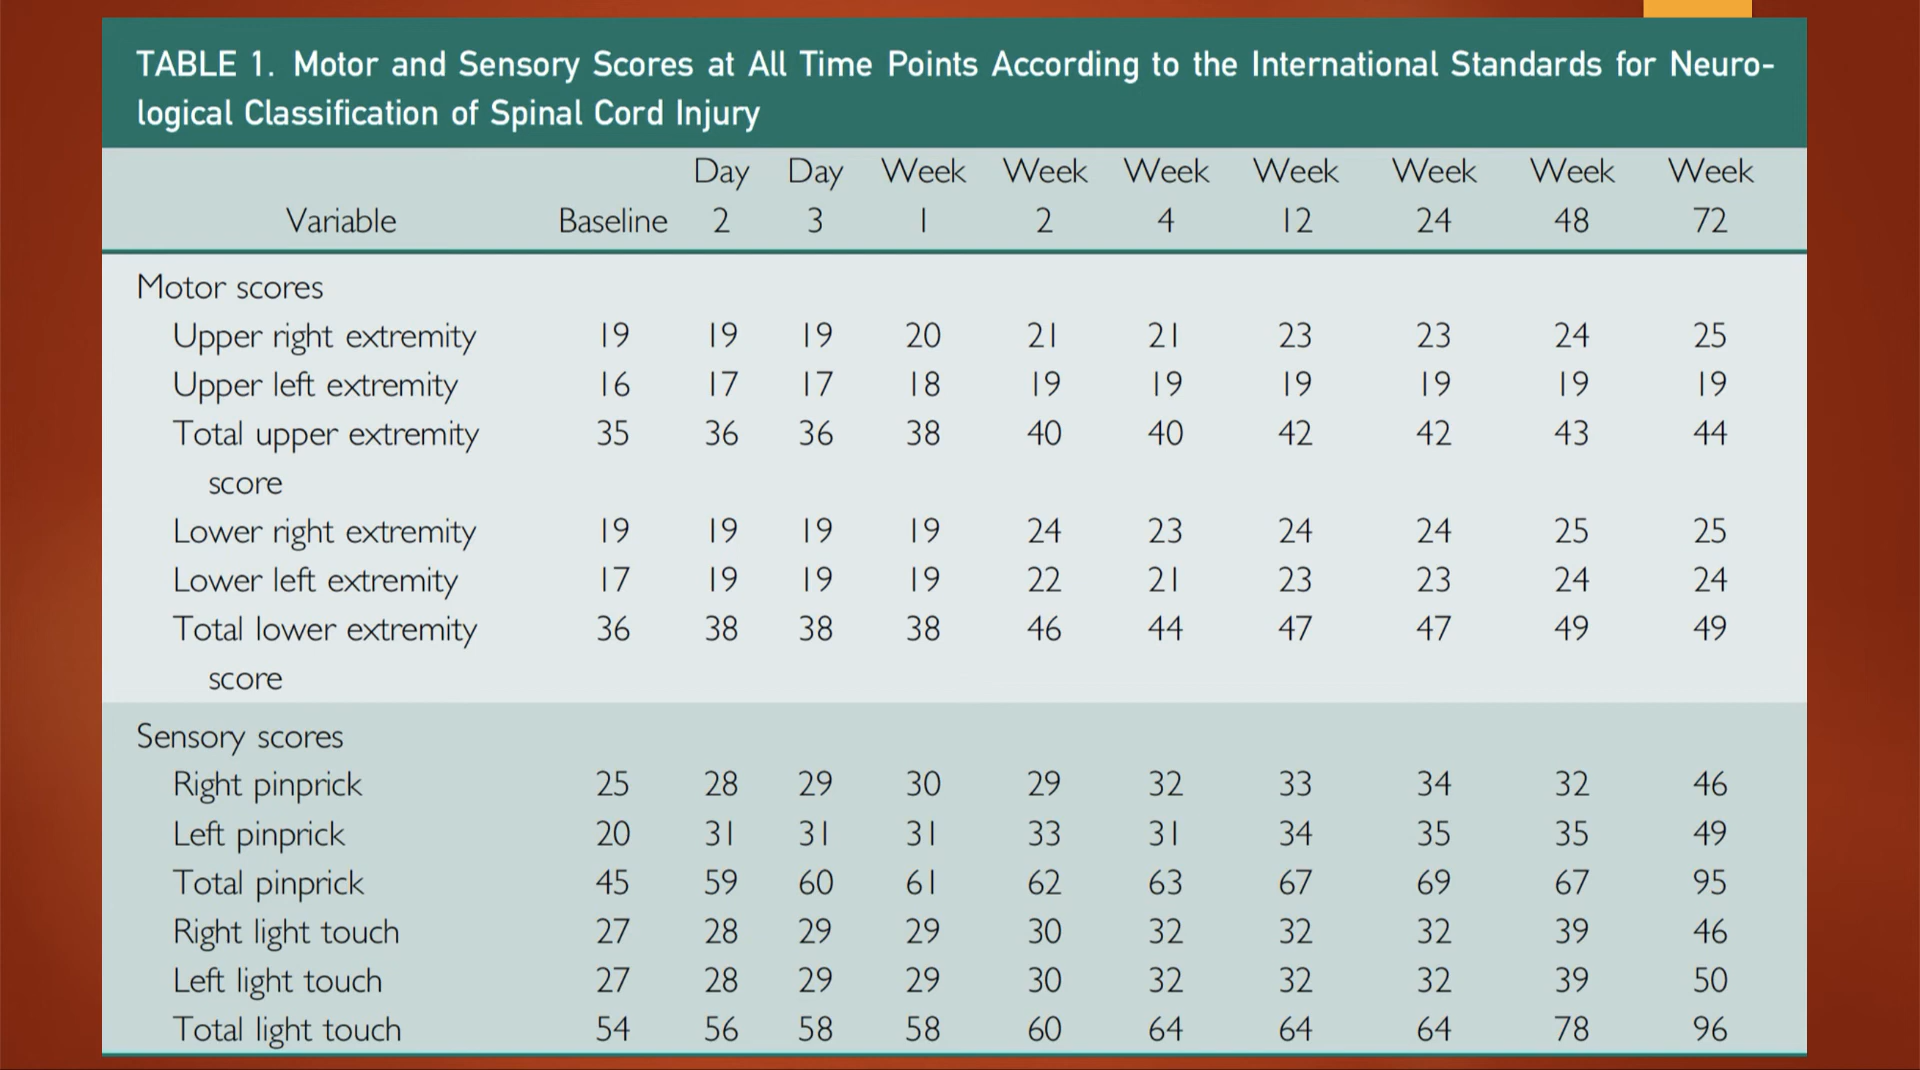 TABLE 1. Motor and Sensory Scores at All Time Points According to the International Standards for Neuro-
logical Classification of Spinal Cord Injury
Day Day Week Week Week Week Week Week Week
Variable Baseline 2 3 1 2 4 12 24 48 72
Motor scores
Upper right extremity 19 19 19 20 21 21 23 23 24 25
Upper left extremity 16 17 17 18 19 19 19 19 19 19
Total upper extremity 35 36 36 38 40 40 42 42 43 44
score
Lower right extremity 19 19 19 19 24 23 24 24 25 25
Lower left extremity 17 19 19 19 22 21 23 23 24 24
Total lower extremity 36 38 38 38 46 44 47 47 49 49
score
Sensory scores
Right pinprick 25 28 29 30 29 32 33 34 32 46
Left pinprick 20 31 31 31 33 31 34 35 35 49
Total pinprick 45 59 60 61 62 63 67 69 67 95
Right light touch 27 28 29 29 30 32 32 32 39 46
Left light touch 27 28 29 29 30 32 32 32 39 50
Total light touch 54 56 58 58 60 64 64 64 78 96